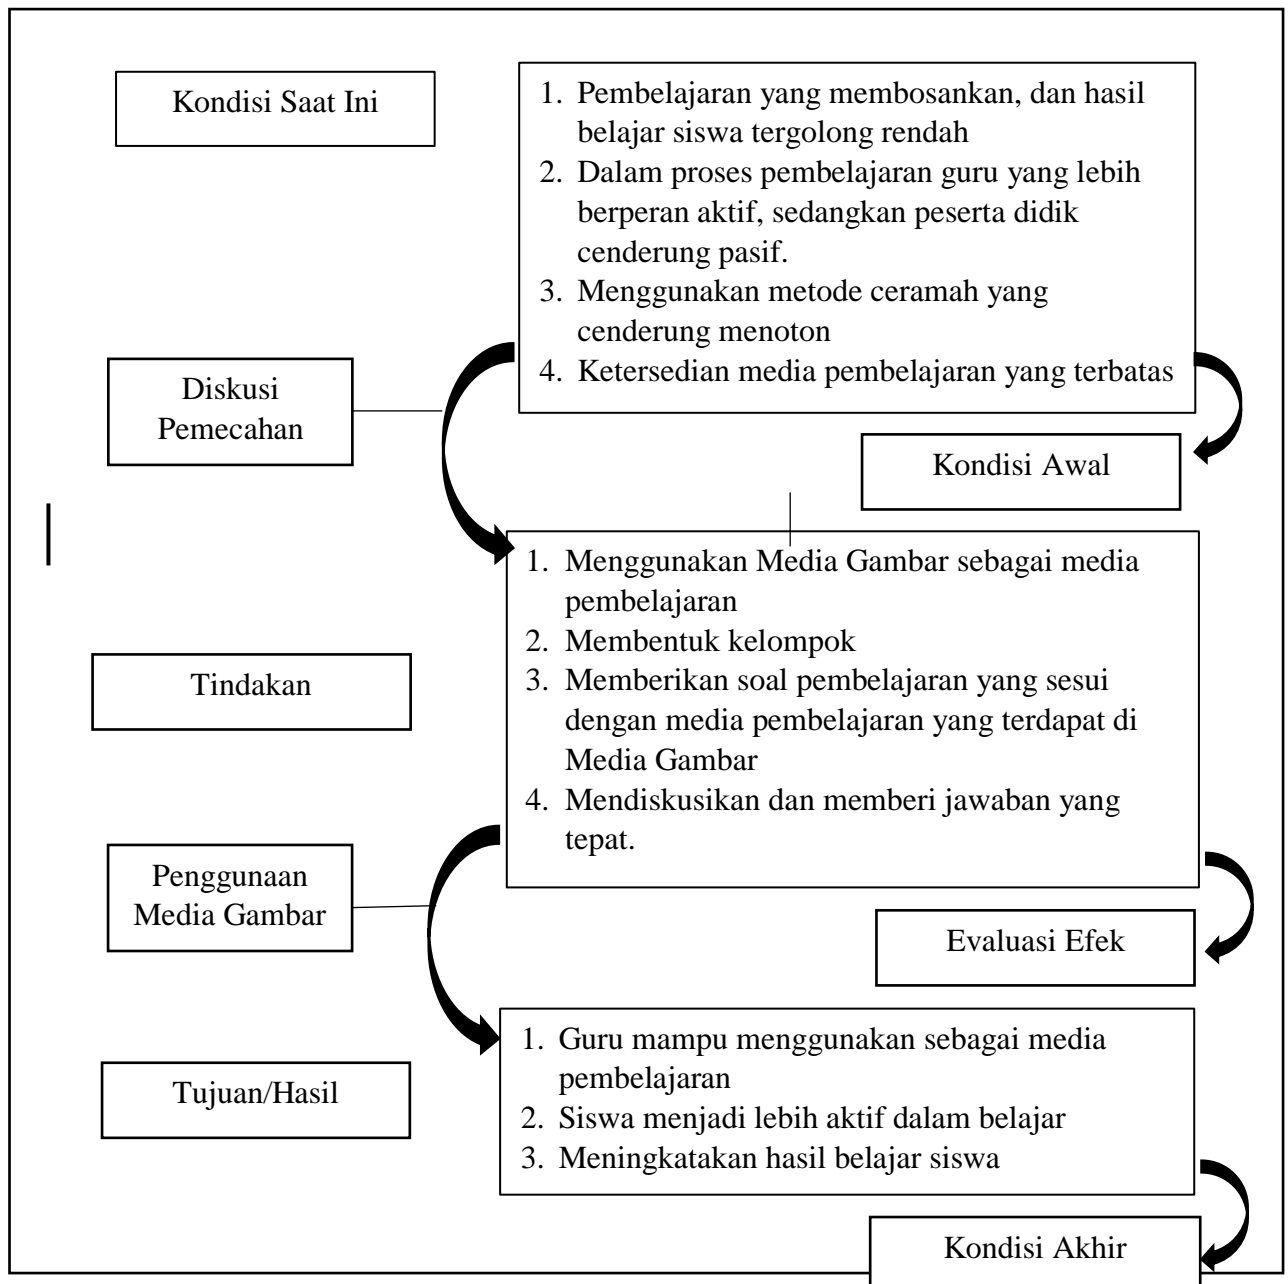 Kondisi Saat Ini
1. Pembelajaran yang membosankan, dan hasil
belajar siswa tergolong rendah
2. Dalam proses pembelajaran guru yang lebih
berperan aktif, sedangkan peserta didik
cenderung pasif.
3. Menggunakan metode ceramah yang
cenderung menoton
4. Ketersedian media pembelajaran yang terbatas
Diskusi
Pemecahan
Kondisi Awal
1. Menggunakan Media Gambar sebagai media
pembelajaran
2. Membentuk kelompok
3. Memberikan soal pembelajaran yang sesui
dengan media pembelajaran yang terdapat di
Media Gambar
4. Mendiskusikan dan memberi jawaban yang
tepat.
Tindakan
Penggunaan
Media Gambar
Evaluasi Efek
1. Guru mampu menggunakan sebagai media
pembelajaran
2. Siswa menjadi lebih aktif dalam belajar
3. Meningkatakan hasil belajar siswa
Tujuan/Hasil
Kondisi Akhir